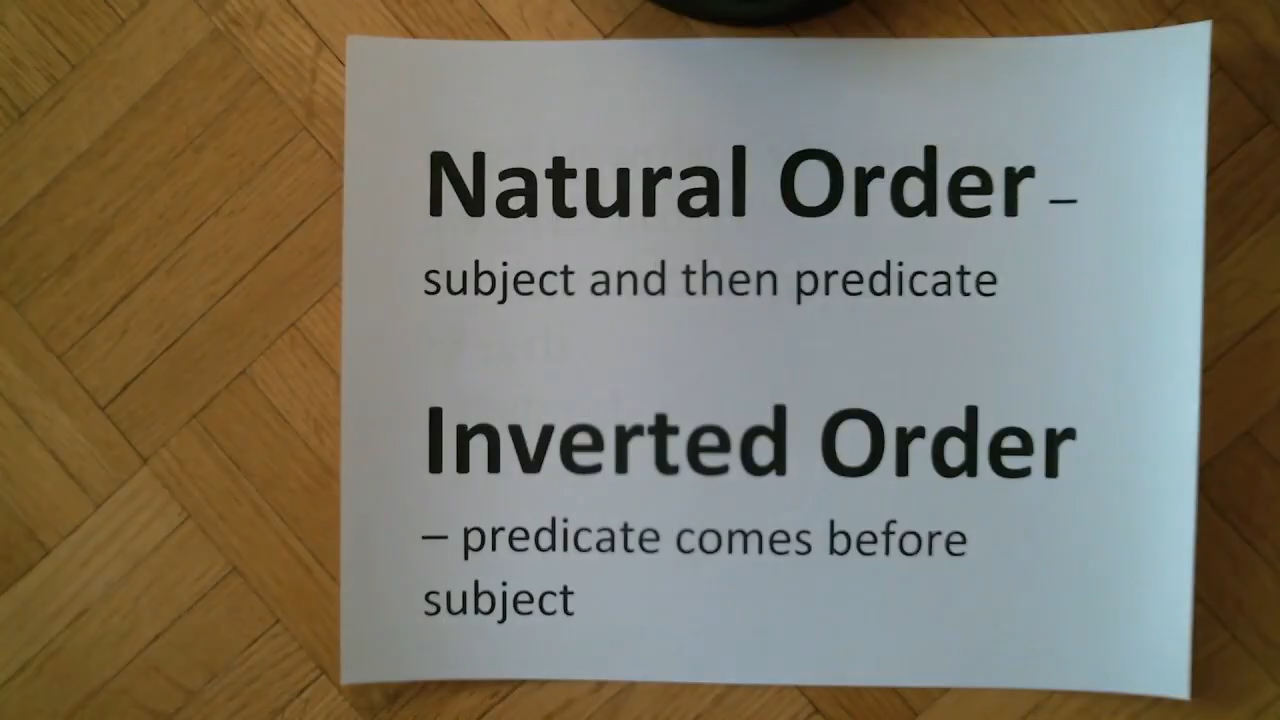 Natural Order –
subject and then predicate
Inverted Order
– predicate comes before
subject